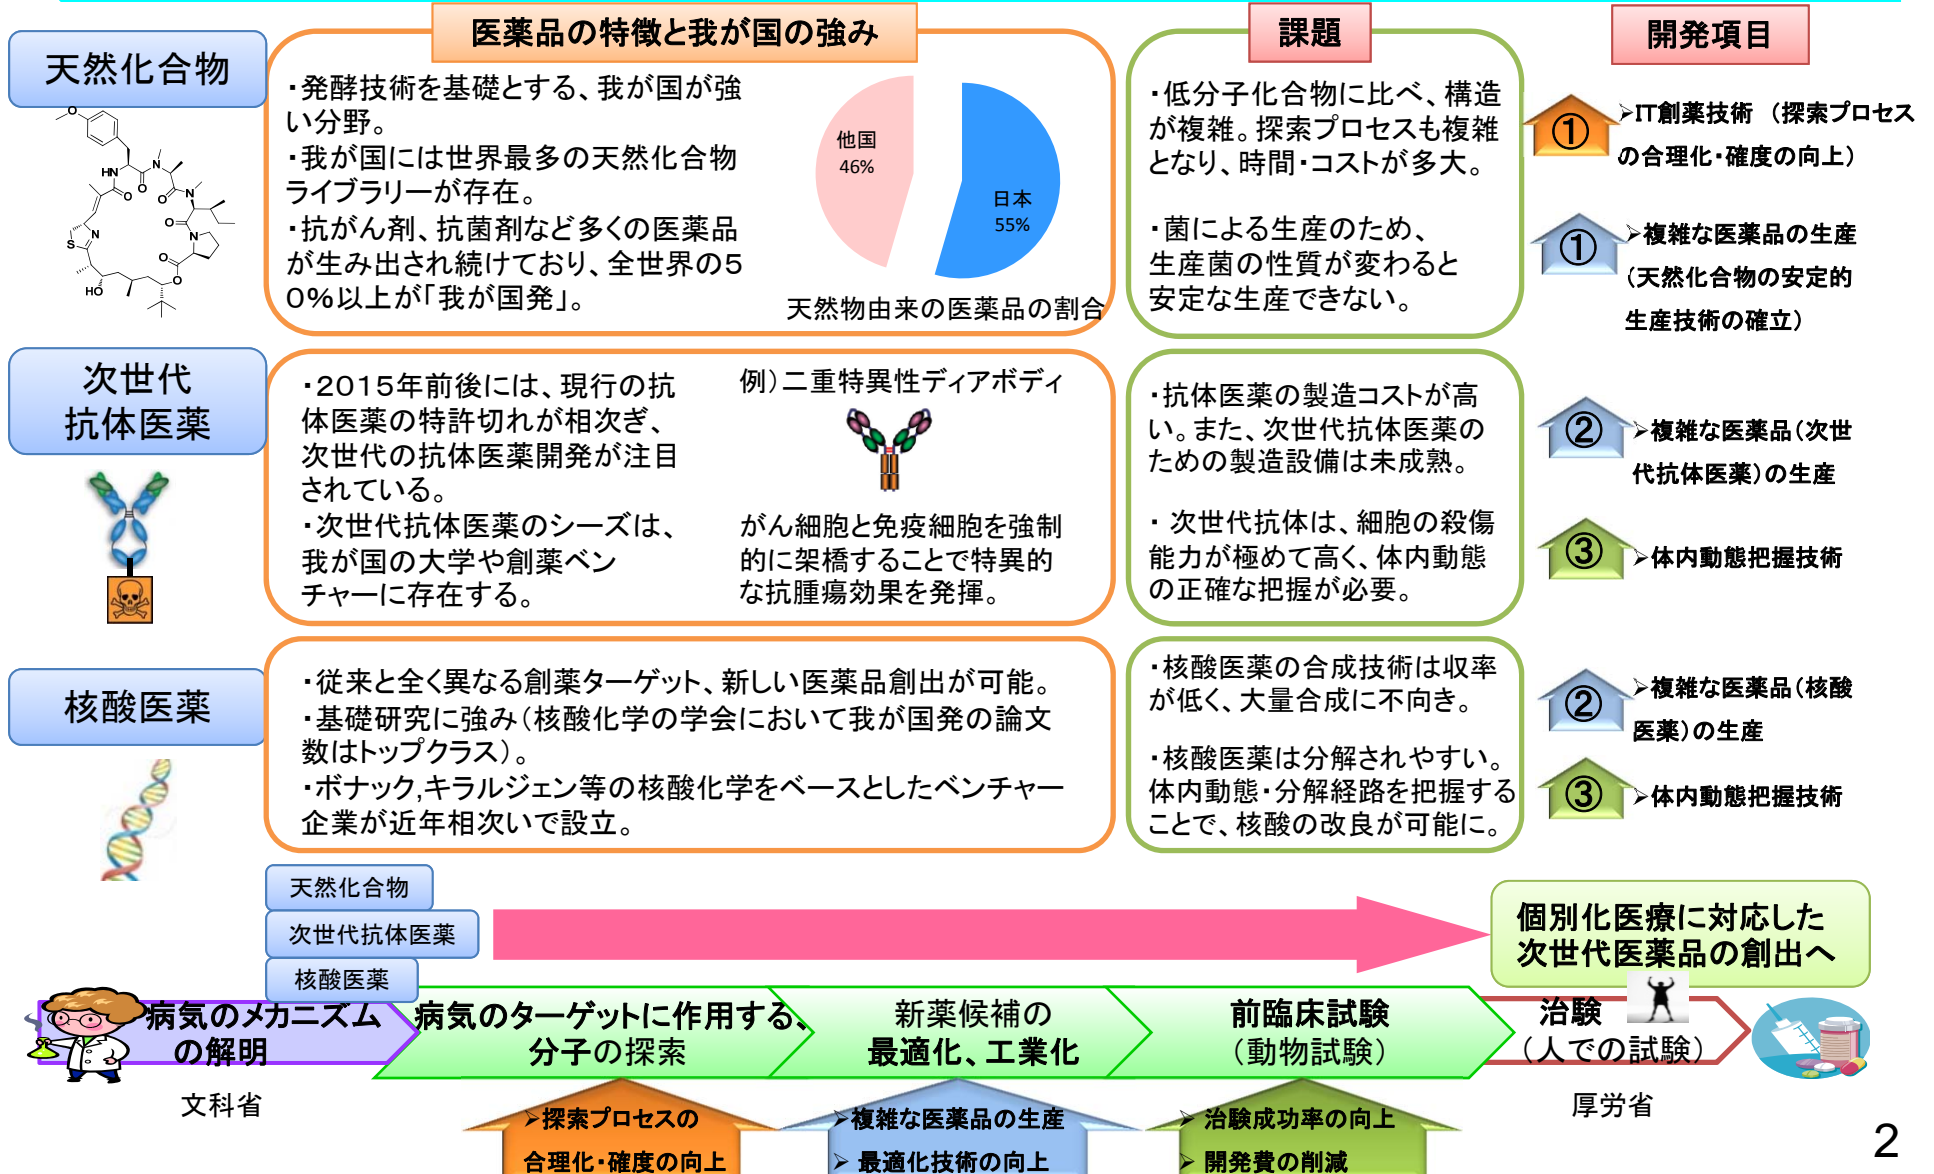 医薬品の特徴と我が国の強み
課題
開発項目
天然化合物
・発酵技術を基礎とする、我が国が強
い分野。
・我が国には世界最多の天然化合物
ライブラリーが存在。
・抗がん剤、抗菌剤など多くの医薬品
が生み出され続けており、全世界の5
0%以上が「我が国発」。
他国
46%
日本
55%
天然物由来の医薬品の割合
・低分子化合物に比べ、構造
が複雑。探索プロセスも複雑
となり、時間・コストが多大。
・菌による生産のため、
生産菌の性質が変わると
安定な生産できない。
①
➢IT創薬技術 (探索プロセス
の合理化・確度の向上)
①
➢複雑な医薬品の生産
(天然化合物の安定的
生産技術の確立)
O
HN
O
O
N
O
N
O
N
O
O
O
HO
S
N
次世代
抗体医薬
・2015年前後には、現行の抗
体医薬の特許切れが相次ぎ、
次世代の抗体医薬開発が注目
されている。
・次世代抗体医薬のシーズは、
我が国の大学や創薬ベン
チャーに存在する。
例)二重特異性ディアボディ
がん細胞と免疫細胞を強制
的に架橋することで特異的
な抗腫瘍効果を発揮。
・抗体医薬の製造コストが高
い。また、次世代抗体医薬の
ための製造設備は未成熟。
・ 次世代抗体は、細胞の殺傷
能力が極めて高く、体内動態
の正確な把握が必要。
②
➢複雑な医薬品(次世
代抗体医薬)の生産
③
➢体内動態把握技術
核酸医薬
・従来と全く異なる創薬ターゲット、新しい医薬品創出が可能。
・基礎研究に強み(核酸化学の学会において我が国発の論文
数はトップクラス)。
・ボナック,キラルジェン等の核酸化学をベースとしたベンチャー
企業が近年相次いで設立。
・核酸医薬の合成技術は収率
が低く、大量合成に不向き。
・核酸医薬は分解されやすい。
体内動態・分解経路を把握する
ことで、核酸の改良が可能に。
②
➢複雑な医薬品(核酸
医薬)の生産
③
➢体内動態把握技術
天然化合物
次世代抗体医薬
核酸医薬
個別化医療に対応した
次世代医薬品の創出へ
病気のメカニズム
の解明
病気のターゲットに作用する、
分子の探索
新薬候補の
最適化、工業化
前臨床試験
(動物試験)
治験
(人での試験)
文科省
厚労省
➢探索プロセスの
合理化・確度の向上
➢複雑な医薬品の生産
➢ 最適化技術の向上
➢ 治験成功率の向上
➢ 開発費の削減
2